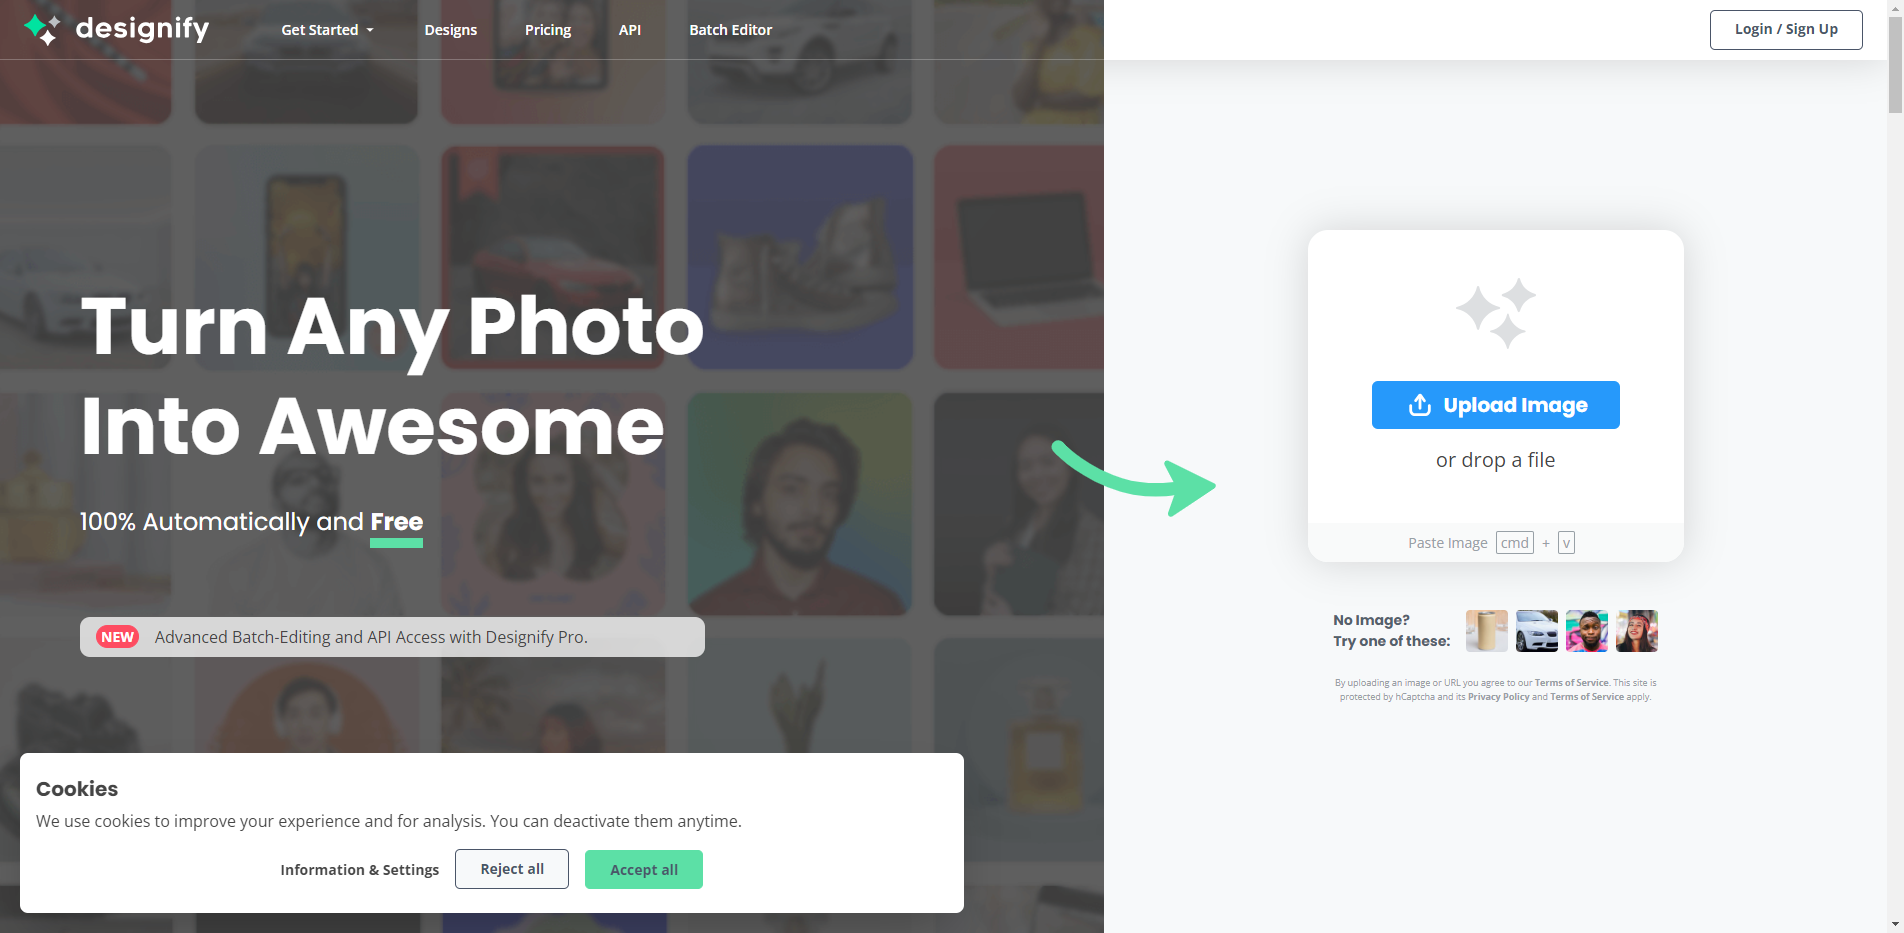 designify
Get Started
Designs
Pricing
API
Batch Editor
Login / Sign Up
Turn Any Photo
Into Awesome
100% Automatically and Free
NEW Advanced Batch-Editing and API Access with Designify Pro.
Upload Image
or drop a file
Paste Image cmd + v
No Image?
Try one of these:
By uploading an image or URL you agree to our Terms of Service. This site is
protected by hCaptcha and its Privacy Policy and Terms of Service apply.
Cookies
We use cookies to improve your experience and for analysis. You can deactivate them anytime.
Information & Settings
Reject all
Accept all